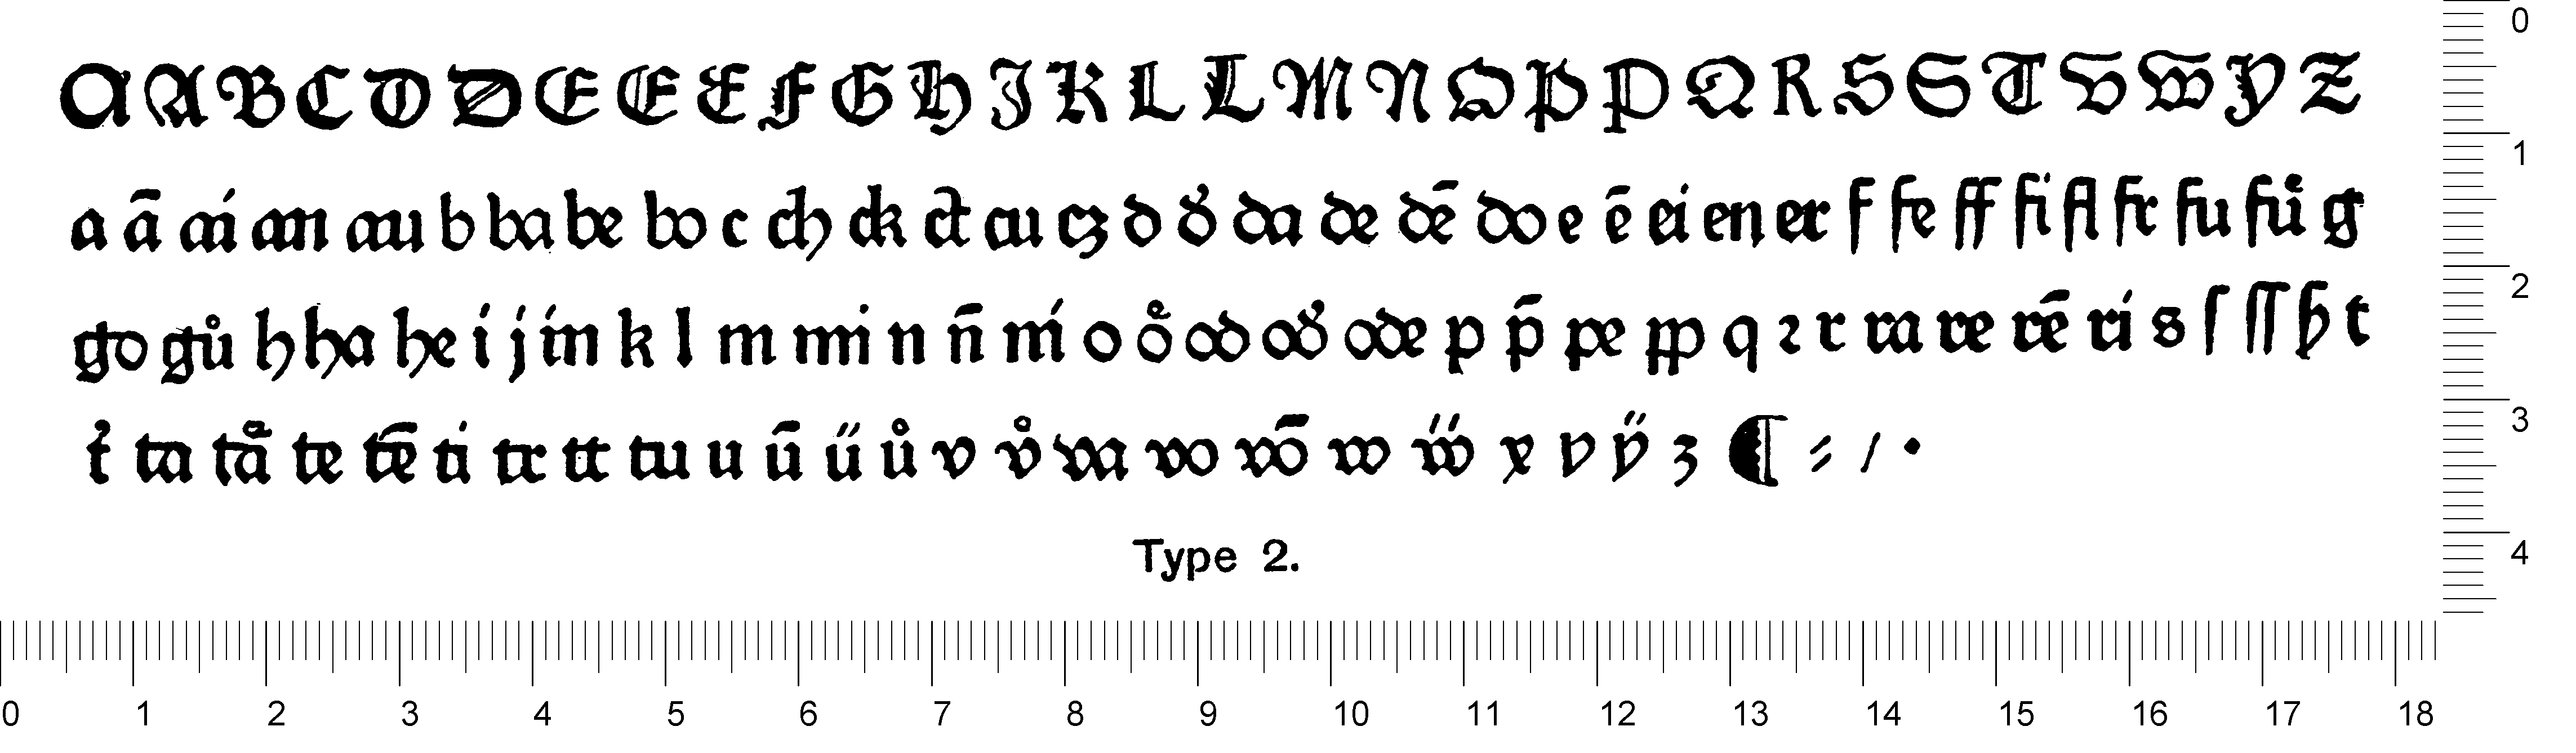 A A B C D D E E E F G H J K L L M N O P P Q R S S T V W Y Z
a ā ai an au b ba be bo c ch ck ct cu cz d d̾ da de dē do e ē ei en er f fe ff fi fl fr fu fuͤ g
go gů h ha he i j in k l m mi n n̄ ni o oͤ od od̾ ode p p̄ pe pp q ꝛ r ra re rē ri s ſ ſſ ẜh t
t̾ ta taͤ te tē ti tr tt tu u ū ű ů v v̊ va vo vō w w̋ x y y̋ z ¶ ⸗ / ·
Type 2.
0
1
2
3
4
0 1 2 3 4 5 6 7 8 9 10 11 12 13 14 15 16 17 18